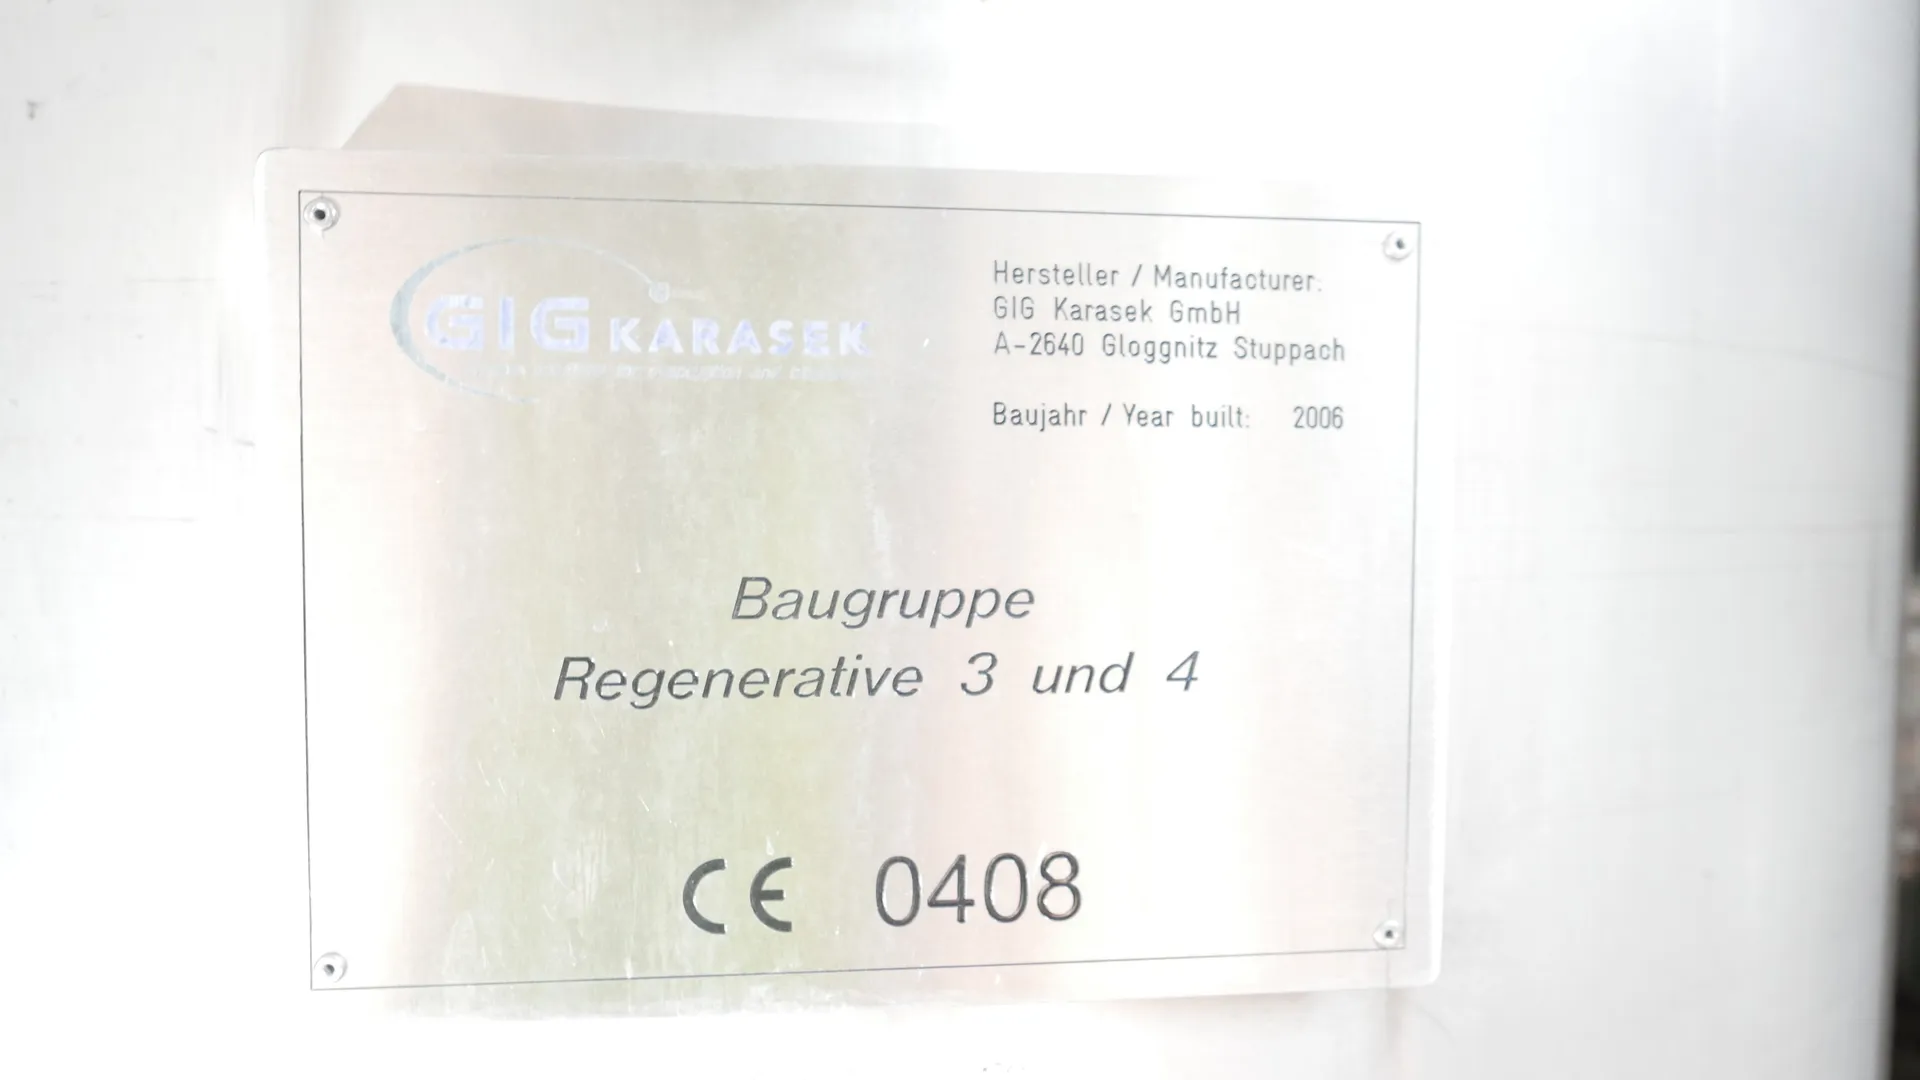 GIG KARASEK
Hersteller / Manufacturer:
GIG Karasek GmbH
A-2640 Gloggnitz Stuppach
Baujahr / Year built: 2006
Baugruppe
Regenerative 3 und 4
CE 0408